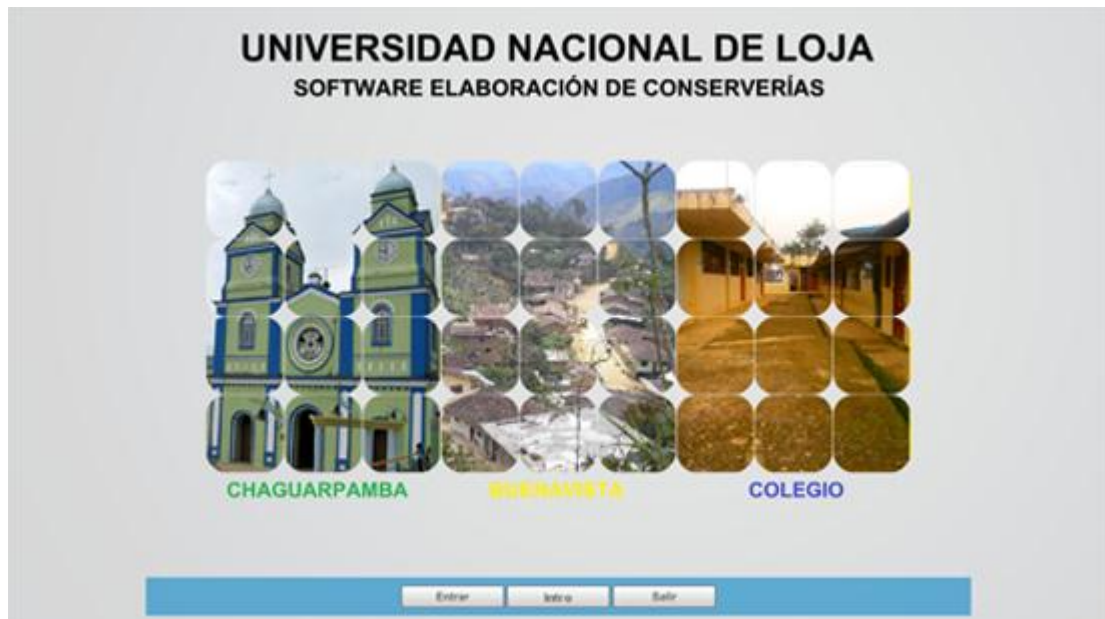 UNIVERSIDAD NACIONAL DE LOJA
SOFTWARE ELABORACIÓN DE CONSERVERÍAS
CHAGUARPAMBA BUENAVISTA COLEGIO
Entrar Intro Salir